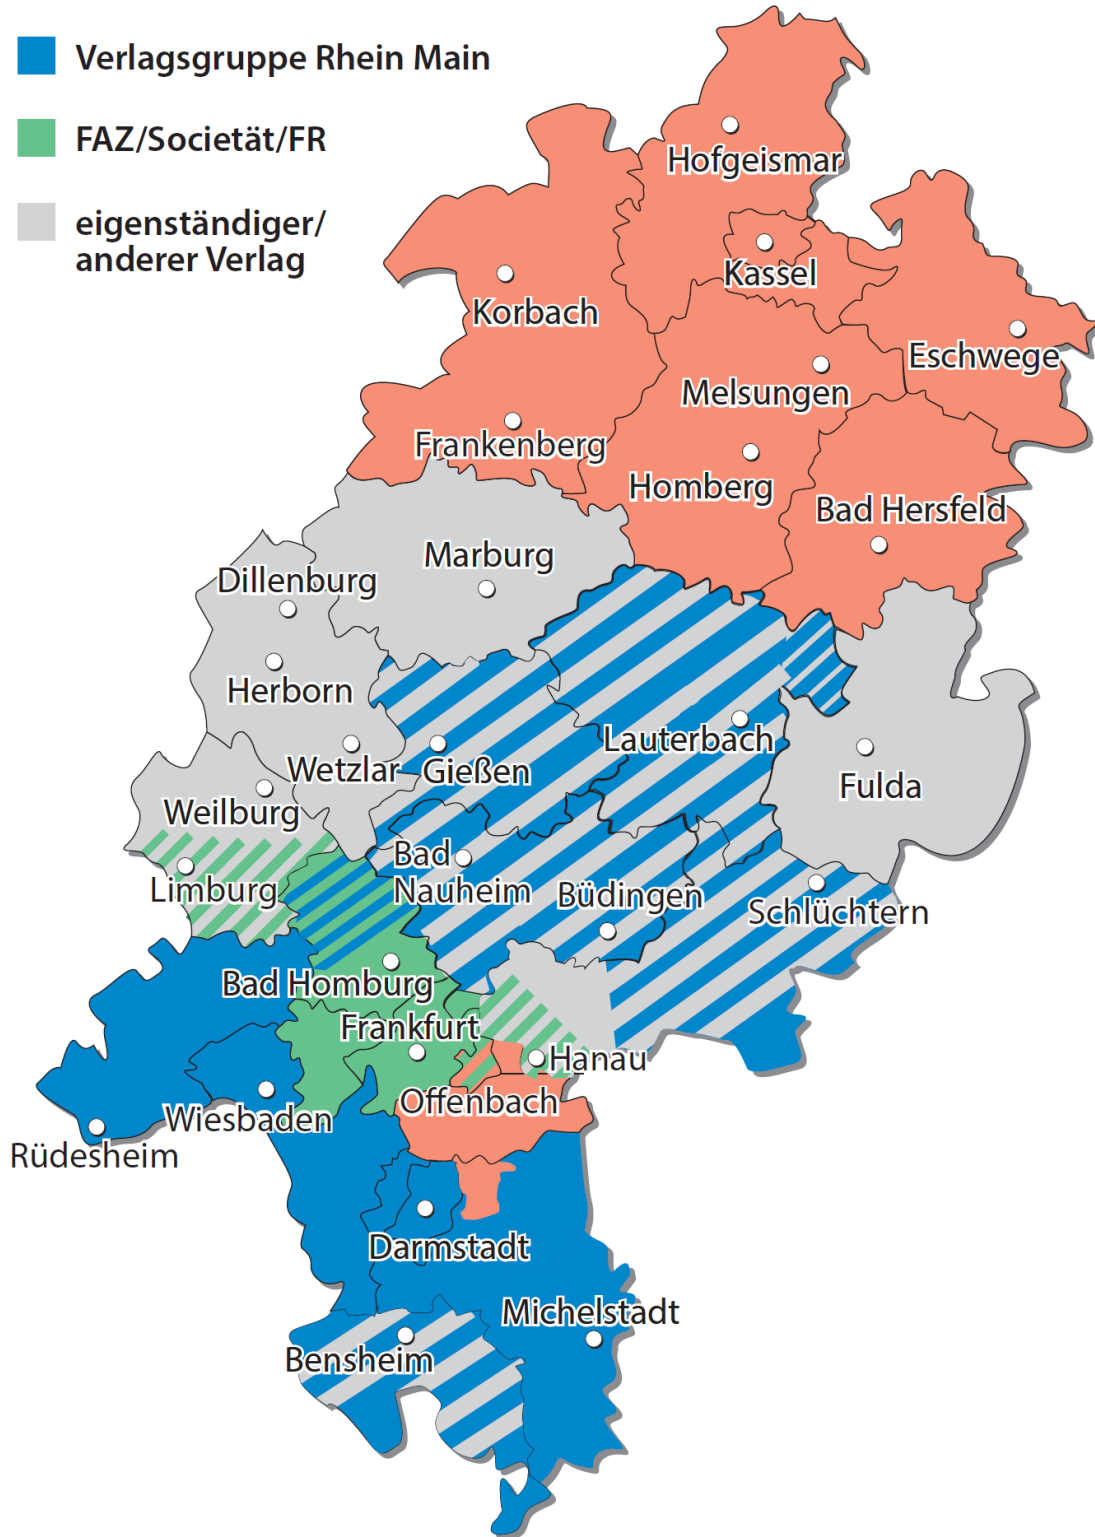 Verlagsgruppe Rhein Main
FAZ/Societät/FR
eigenständiger/
anderer Verlag
Hofgeismar
Kassel
Korbach
Eschwege
Melsungen
Frankenberg
Homberg
Bad Hersfeld
Marburg
Dillenburg
Herborn
Lauterbach
Wetzlar
Gießen
Fulda
Weilburg
Bad
Nauheim
Limburg
Büdingen
Schlüchtern
Bad Homburg
Frankfurt
Hanau
Offenbach
Wiesbaden
Rüdesheim
Darmstadt
Michelstadt
Bensheim